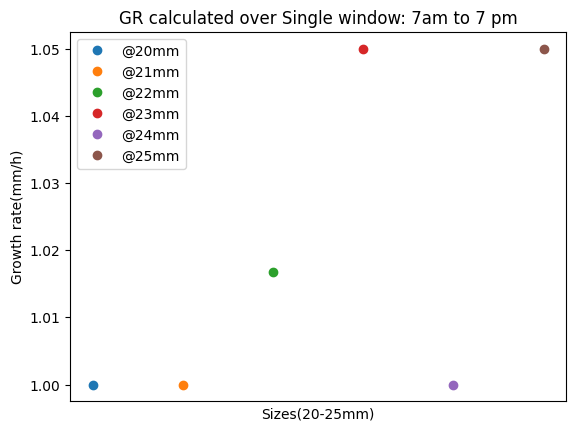 GR calculated over Single window: 7am to 7 pm
@20mm
@21mm
@22mm
@23mm
@24mm
@25mm
1.05
1.04
1.03
1.02
1.01
1.00
Growth rate(mm/h)
Sizes(20-25mm)